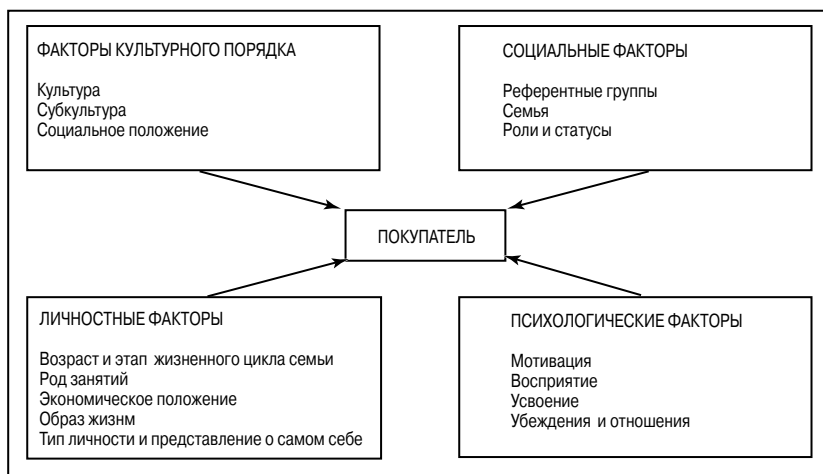 ФАКТОРЫ КУЛЬТУРНОГО ПОРЯДКА
Культура
Субкультура
Социальное положение
СОЦИАЛЬНЫЕ ФАКТОРЫ
Референтные группы
Семья
Роли и статусы
ПОКУПАТЕЛЬ
ЛИЧНОСТНЫЕ ФАКТОРЫ
Возраст и этап жизненного цикла семьи
Род занятий
Экономическое положение
Образ жизнм
Тип личности и представление о самом себе
ПСИХОЛОГИЧЕСКИЕ ФАКТОРЫ
Мотивация
Восприятие
Усвоение
Убеждения и отношения